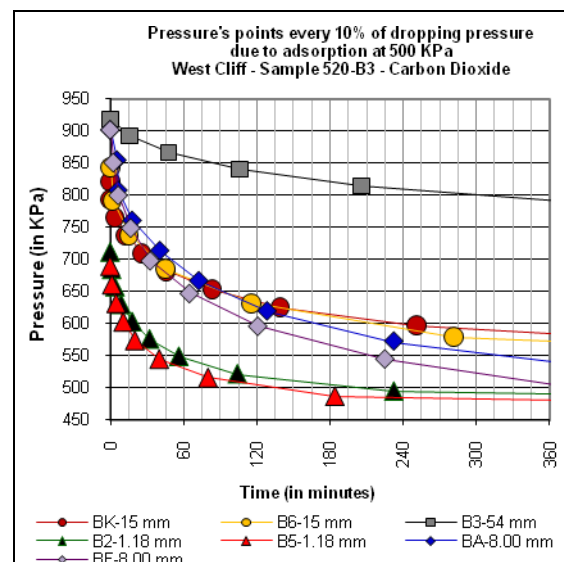 Pressure's points every 10% of dropping pressure
due to adsorption at 500 KPa
West Cliff - Sample 520-B3 - Carbon Dioxide
950
900
850
800
750
700
650
600
550
500
450
Pressure (in KPa)
0 60 120 180 240 300 360
Time (in minutes)
BK-15 mm B6-15 mm B3-54 mm
B2-1.18 mm B5-1.18 mm BA-8.00 mm
BF-8.00 mm